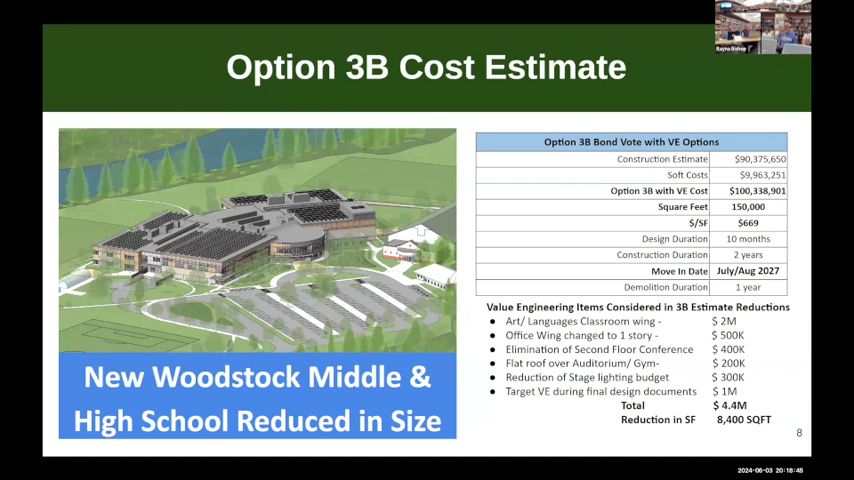 Option 3B Cost Estimate
Rayna Bishop
New Woodstock Middle &
High School Reduced in Size
Option 3B Bond Vote with VE Options
Construction Estimate $90,375,650
Soft Costs $9,963,251
Option 3B with VE Cost $100,338,901
Square Feet 150,000
$/SF $669
Design Duration 10 months
Construction Duration 2 years
Move In Date July/Aug 2027
Demolition Duration 1 year
Value Engineering Items Considered in 3B Estimate Reductions
● Art/ Languages Classroom wing - $ 2M
● Office Wing changed to 1 story - $ 500K
● Elimination of Second Floor Conference $ 400K
● Flat roof over Auditorium/ Gym- $ 200K
● Reduction of Stage lighting budget $ 300K
● Target VE during final design documents $ 1M
Total $ 4.4M
Reduction in SF 8,400 SQFT
8
2024-06-03 20:18:45